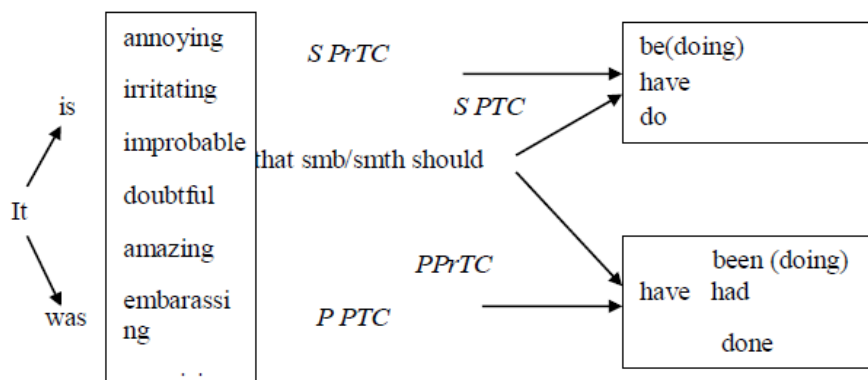 annoying
S PrTC
be(doing)
irritating
have
is
S PTC
do
improbable
that smb/smth should
doubtful
It
amazing
PPrTC
been (doing)
have had
embarassi
ng
was
P PTC
done